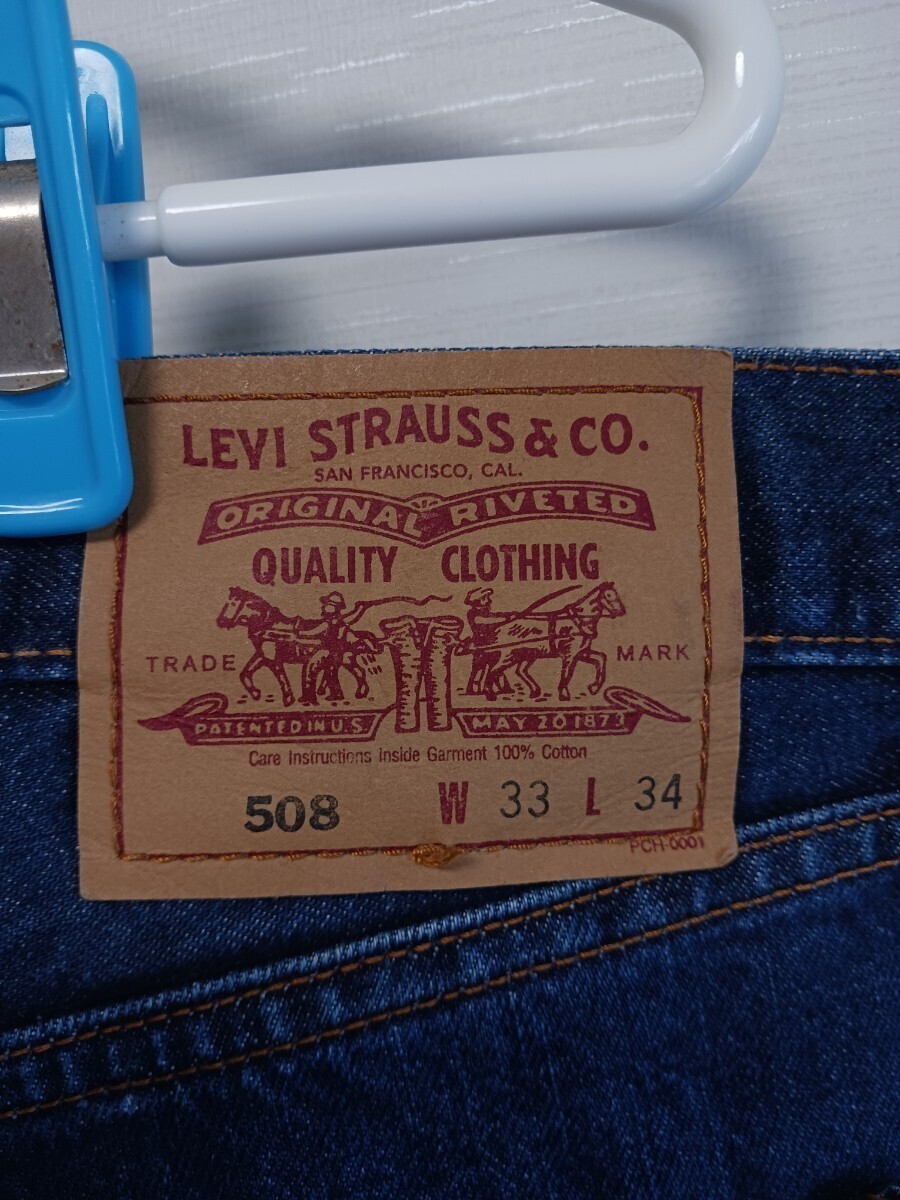 LEVI STRAUSS & CO.
SAN FRANCISCO, CAL.
ORIGINAL RIVETED
QUALITY CLOTHING
TRADE MARK
PATENTED IN U.S. MAY 20 1873
Care Instructions Inside Garment 100% Cotton
508 W 33 L 34
PCH-0001